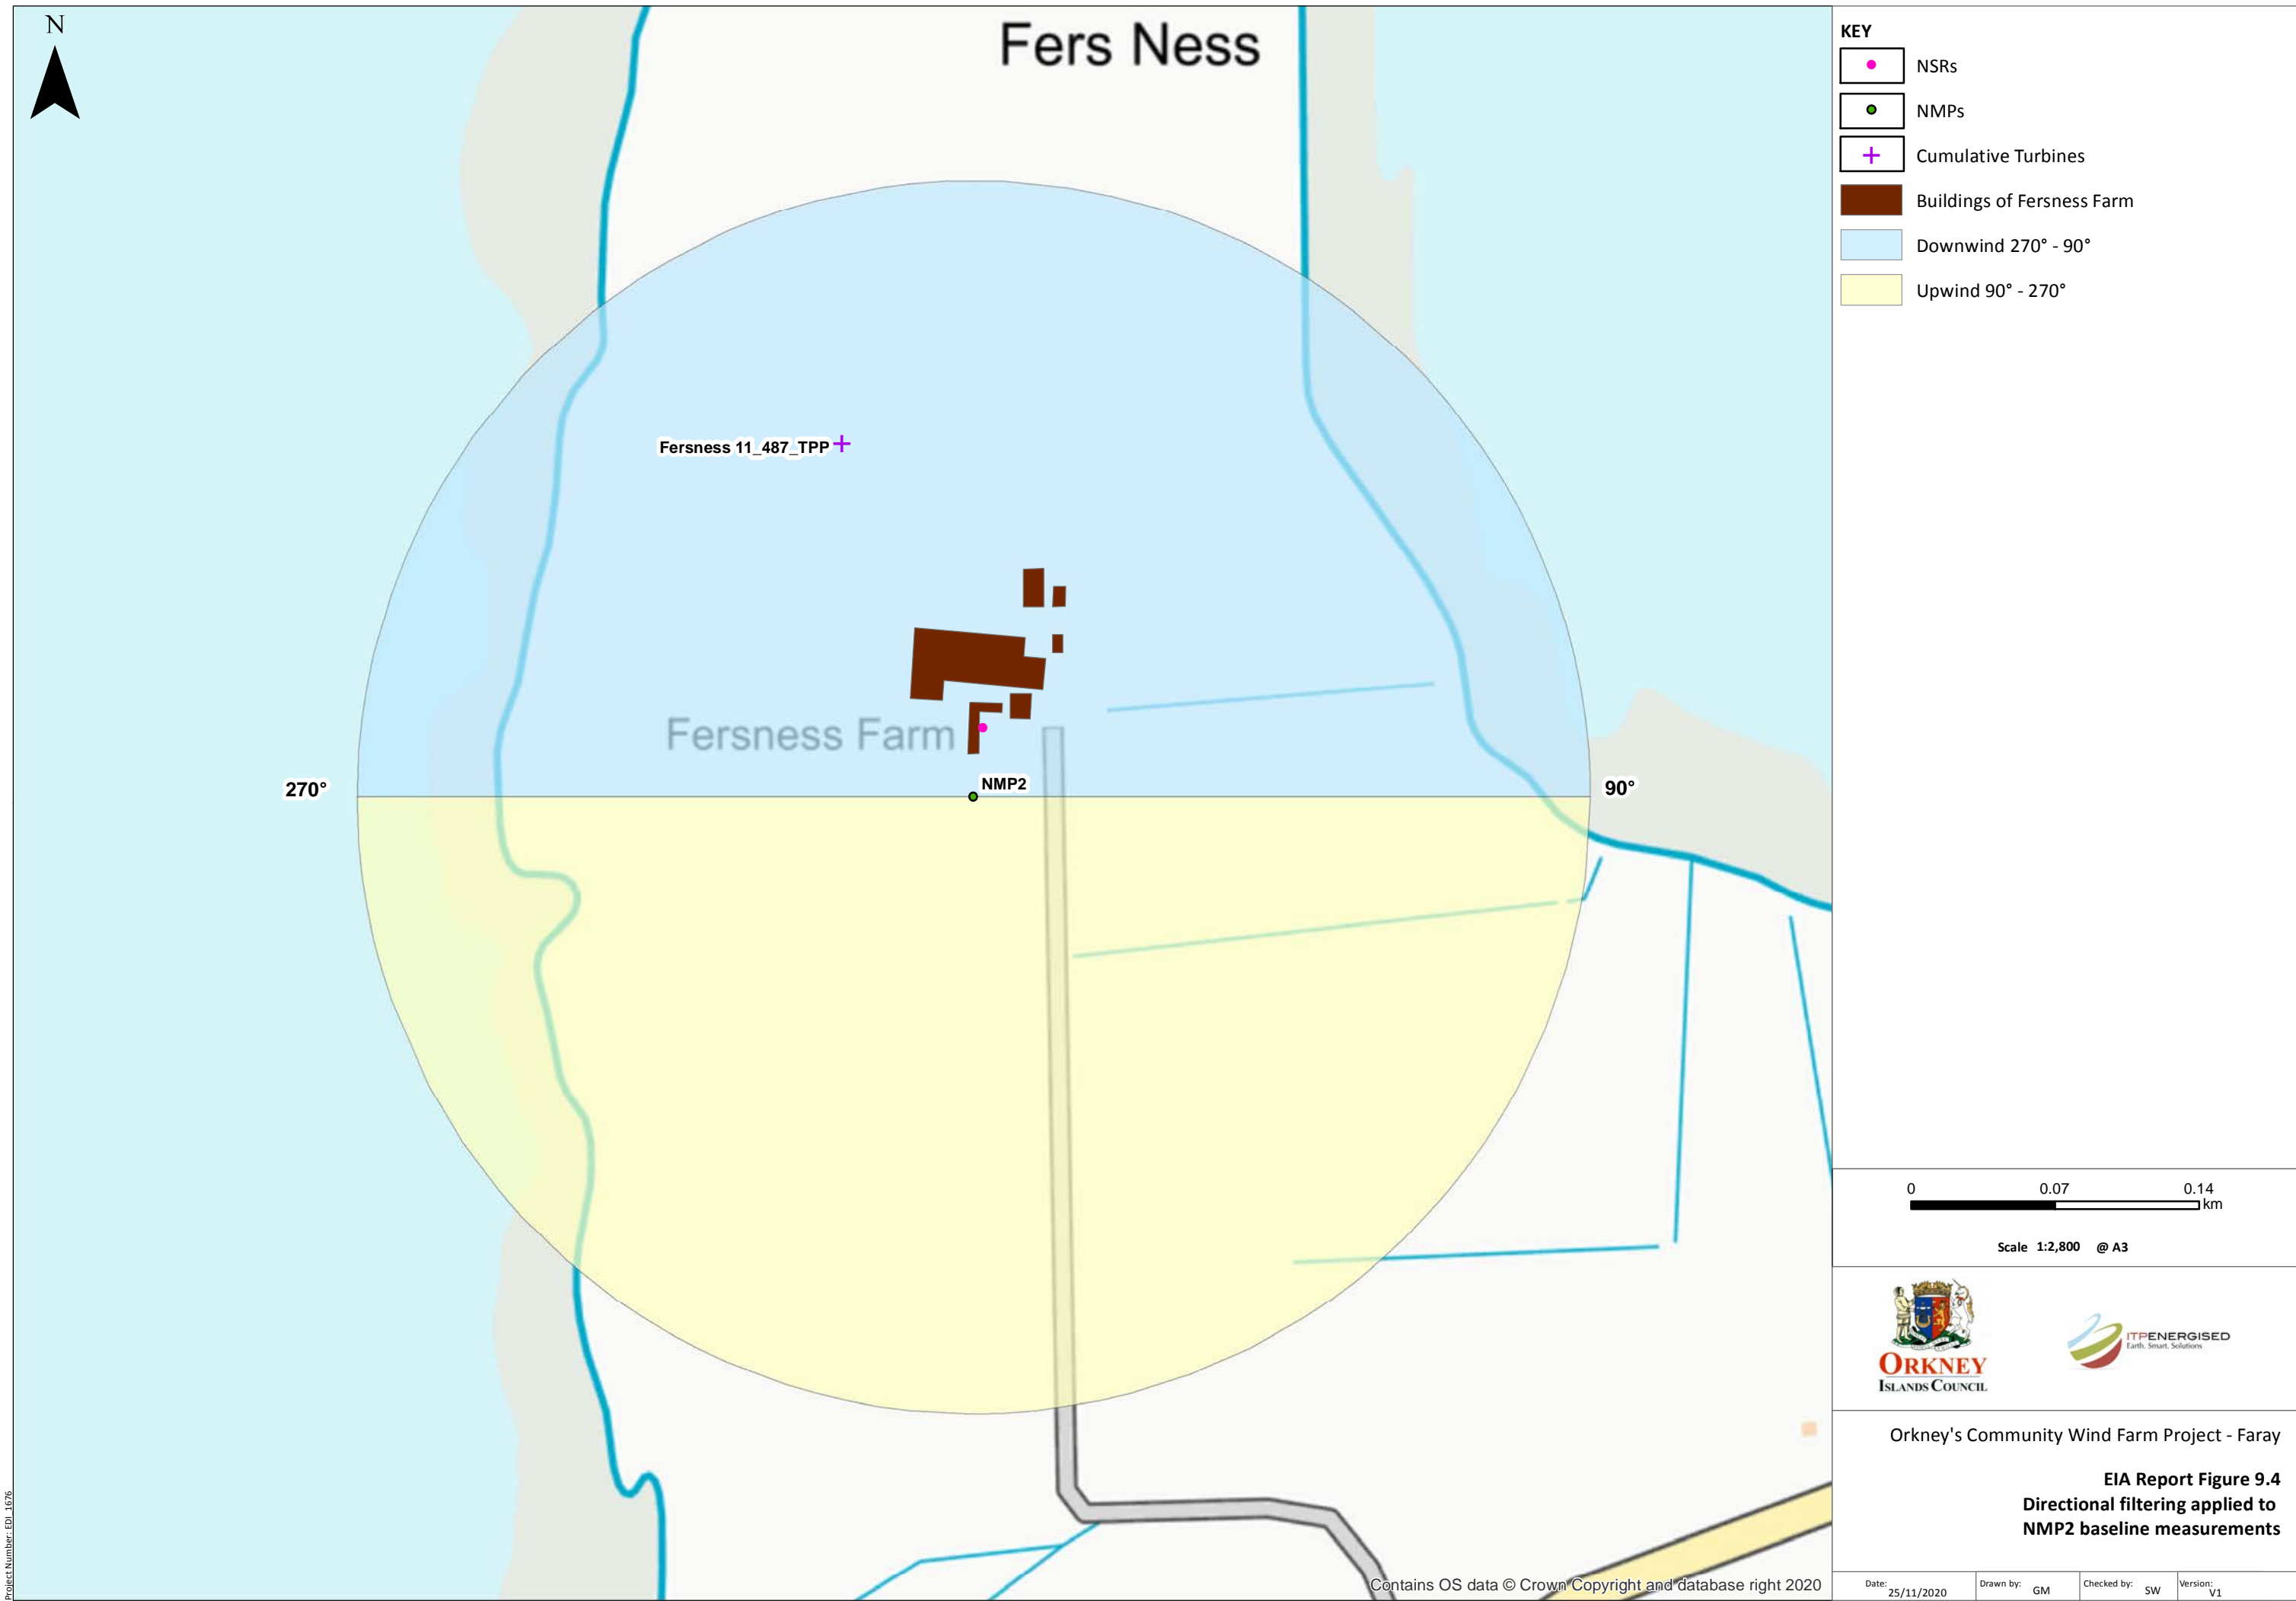 N
Fers Ness
Fersness 11_487_TPP
Fersness Farm
NMP2
270°
90°
Contains OS data © Crown Copyright and database right 2020
Project Number: EDI_1676
KEY
NSRs
NMPs
Cumulative Turbines
Buildings of Fersness Farm
Downwind 270° - 90°
Upwind 90° - 270°
0 0.07 0.14
km
Scale 1:2,800 @ A3
ORKNEY
ISLANDS COUNCIL
ITPENERGISED
Earth. Smart. Solutions
Orkney's Community Wind Farm Project - Faray
EIA Report Figure 9.4
Directional filtering applied to
NMP2 baseline measurements
Date: 25/11/2020 Drawn by: GM Checked by: SW Version: V1